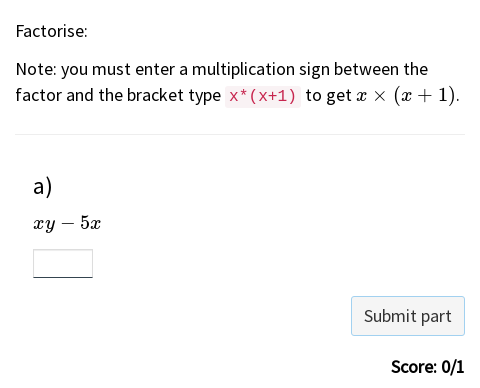 Factorise:
Note: you must enter a multiplication sign between the
factor and the bracket type x*(x+1) to get x × (x + 1).
a)
xy − 5x
Submit part
Score: 0/1